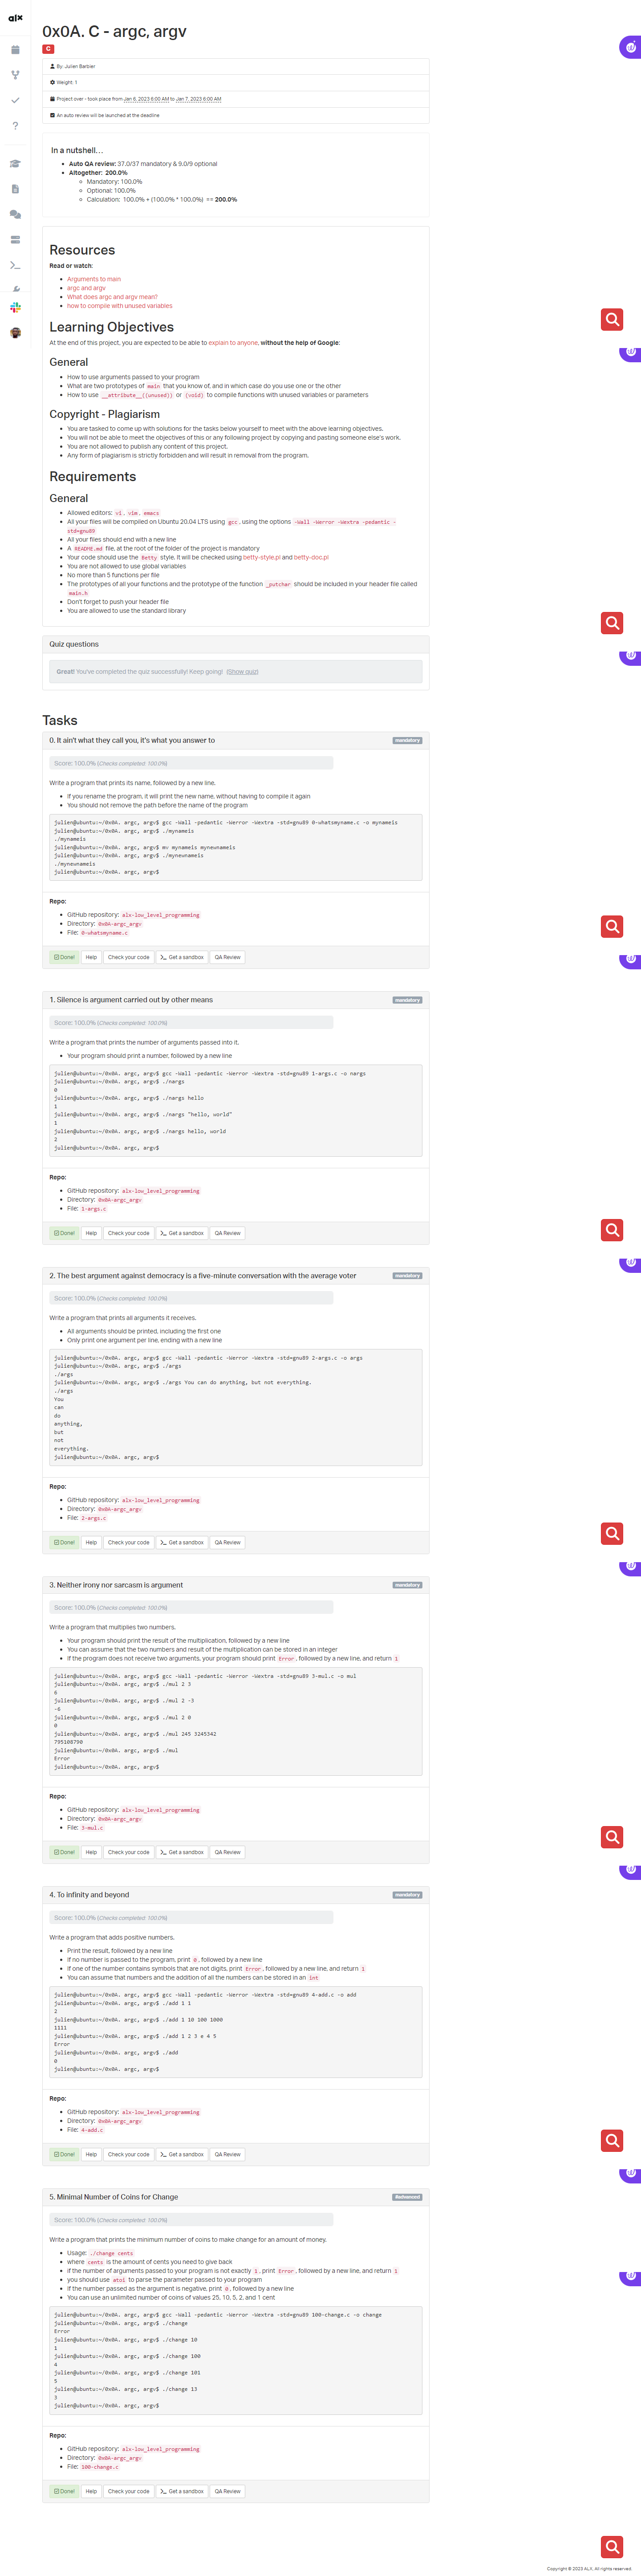 alx
0x0A. C - argc, argv
C
By: Julien Barbier
Weight: 1
Project over - took place from Jan 6, 2023 6:00 AM to Jan 7, 2023 6:00 AM
An auto review will be launched at the deadline
In a nutshell…
Auto QA review: 37.0/37 mandatory & 9.0/9 optional
Altogether: 200.0%
Mandatory: 100.0%
Optional: 100.0%
Calculation: 100.0% + (100.0% * 100.0%) == 200.0%
Resources
Read or watch:
Arguments to main
argc and argv
What does argc and argv mean?
how to compile with unused variables
Learning Objectives
At the end of this project, you are expected to be able to explain to anyone, without the help of Google:
General
How to use arguments passed to your program
What are two prototypes of main that you know of, and in which case do you use one or the other
How to use __attribute__((unused)) or (void) to compile functions with unused variables or parameters
Copyright - Plagiarism
You are tasked to come up with solutions for the tasks below yourself to meet with the above learning objectives.
You will not be able to meet the objectives of this or any following project by copying and pasting someone else's work.
You are not allowed to publish any content of this project.
Any form of plagiarism is strictly forbidden and will result in removal from the program.
Requirements
General
Allowed editors: vi, vim, emacs
All your files will be compiled on Ubuntu 20.04 LTS using gcc, using the options -Wall -Werror -Wextra -pedantic -
std=gnu89
All your files should end with a new line
A README.md file, at the root of the folder of the project is mandatory
Your code should use the Betty style. It will be checked using betty-style.pl and betty-doc.pl
You are not allowed to use global variables
No more than 5 functions per file
The prototypes of all your functions and the prototype of the function _putchar should be included in your header file called
main.h
Don't forget to push your header file
You are allowed to use the standard library
Quiz questions
Great! You've completed the quiz successfully! Keep going! (Show quiz)
Tasks
0. It ain't what they call you, it's what you answer to
mandatory
Score: 100.0% (Checks completed: 100.0%)
Write a program that prints its name, followed by a new line.
If you rename the program, it will print the new name, without having to compile it again
You should not remove the path before the name of the program
julien@ubuntu:~/0x0A. argc, argv$ gcc -Wall -pedantic -Werror -Wextra -std=gnu89 0-whatsmyname.c -o mynameis
julien@ubuntu:~/0x0A. argc, argv$ ./mynameis
./mynameis
julien@ubuntu:~/0x0A. argc, argv$ mv mynameis mynewnameis
julien@ubuntu:~/0x0A. argc, argv$ ./mynewnameis
./mynewnameis
julien@ubuntu:~/0x0A. argc, argv$
Repo:
GitHub repository: alx-low_level_programming
Directory: 0x0A-argc_argv
File: 0-whatsmyname.c
Done! Help Check your code Get a sandbox QA Review
1. Silence is argument carried out by other means
mandatory
Score: 100.0% (Checks completed: 100.0%)
Write a program that prints the number of arguments passed into it.
Your program should print a number, followed by a new line
julien@ubuntu:~/0x0A. argc, argv$ gcc -Wall -pedantic -Werror -Wextra -std=gnu89 1-args.c -o nargs
julien@ubuntu:~/0x0A. argc, argv$ ./nargs
0
julien@ubuntu:~/0x0A. argc, argv$ ./nargs hello
1
julien@ubuntu:~/0x0A. argc, argv$ ./nargs "hello, world"
1
julien@ubuntu:~/0x0A. argc, argv$ ./nargs hello, world
2
julien@ubuntu:~/0x0A. argc, argv$
Repo:
GitHub repository: alx-low_level_programming
Directory: 0x0A-argc_argv
File: 1-args.c
Done! Help Check your code Get a sandbox QA Review
2. The best argument against democracy is a five-minute conversation with the average voter
mandatory
Score: 100.0% (Checks completed: 100.0%)
Write a program that prints all arguments it receives.
All arguments should be printed, including the first one
Only print one argument per line, ending with a new line
julien@ubuntu:~/0x0A. argc, argv$ gcc -Wall -pedantic -Werror -Wextra -std=gnu89 2-args.c -o args
julien@ubuntu:~/0x0A. argc, argv$ ./args
./args
julien@ubuntu:~/0x0A. argc, argv$ ./args You can do anything, but not everything.
./args
You
can
do
anything,
but
not
everything.
julien@ubuntu:~/0x0A. argc, argv$
Repo:
GitHub repository: alx-low_level_programming
Directory: 0x0A-argc_argv
File: 2-args.c
Done! Help Check your code Get a sandbox QA Review
3. Neither irony nor sarcasm is argument
mandatory
Score: 100.0% (Checks completed: 100.0%)
Write a program that multiplies two numbers.
Your program should print the result of the multiplication, followed by a new line
You can assume that the two numbers and result of the multiplication can be stored in an integer
If the program does not receive two arguments, your program should print Error, followed by a new line, and return 1
julien@ubuntu:~/0x0A. argc, argv$ gcc -Wall -pedantic -Werror -Wextra -std=gnu89 3-mul.c -o mul
julien@ubuntu:~/0x0A. argc, argv$ ./mul 2 3
6
julien@ubuntu:~/0x0A. argc, argv$ ./mul 2 -3
-6
julien@ubuntu:~/0x0A. argc, argv$ ./mul 2 0
0
julien@ubuntu:~/0x0A. argc, argv$ ./mul 245 3245342
795108790
julien@ubuntu:~/0x0A. argc, argv$ ./mul
Error
julien@ubuntu:~/0x0A. argc, argv$
Repo:
GitHub repository: alx-low_level_programming
Directory: 0x0A-argc_argv
File: 3-mul.c
Done! Help Check your code Get a sandbox QA Review
4. To infinity and beyond
mandatory
Score: 100.0% (Checks completed: 100.0%)
Write a program that adds positive numbers.
Print the result, followed by a new line
If no number is passed to the program, print 0, followed by a new line
If one of the number contains symbols that are not digits, print Error, followed by a new line, and return 1
You can assume that numbers and the addition of all the numbers can be stored in an int
julien@ubuntu:~/0x0A. argc, argv$ gcc -Wall -pedantic -Werror -Wextra -std=gnu89 4-add.c -o add
julien@ubuntu:~/0x0A. argc, argv$ ./add 1 1
2
julien@ubuntu:~/0x0A. argc, argv$ ./add 1 10 100 1000
1111
julien@ubuntu:~/0x0A. argc, argv$ ./add 1 2 3 e 4 5
Error
julien@ubuntu:~/0x0A. argc, argv$ ./add
0
julien@ubuntu:~/0x0A. argc, argv$
Repo:
GitHub repository: alx-low_level_programming
Directory: 0x0A-argc_argv
File: 4-add.c
Done! Help Check your code Get a sandbox QA Review
5. Minimal Number of Coins for Change
#advanced
Score: 100.0% (Checks completed: 100.0%)
Write a program that prints the minimum number of coins to make change for an amount of money.
Usage: ./change cents
where cents is the amount of cents you need to give back
if the number of arguments passed to your program is not exactly 1, print Error, followed by a new line, and return 1
you should use atoi to parse the parameter passed to your program
If the number passed as the argument is negative, print 0, followed by a new line
You can use an unlimited number of coins of values 25, 10, 5, 2, and 1 cent
julien@ubuntu:~/0x0A. argc, argv$ gcc -Wall -pedantic -Werror -Wextra -std=gnu89 100-change.c -o change
julien@ubuntu:~/0x0A. argc, argv$ ./change
Error
julien@ubuntu:~/0x0A. argc, argv$ ./change 10
1
julien@ubuntu:~/0x0A. argc, argv$ ./change 100
4
julien@ubuntu:~/0x0A. argc, argv$ ./change 101
5
julien@ubuntu:~/0x0A. argc, argv$ ./change 13
3
julien@ubuntu:~/0x0A. argc, argv$
Repo:
GitHub repository: alx-low_level_programming
Directory: 0x0A-argc_argv
File: 100-change.c
Done! Help Check your code Get a sandbox QA Review
Copyright © 2023 ALX, All rights reserved.